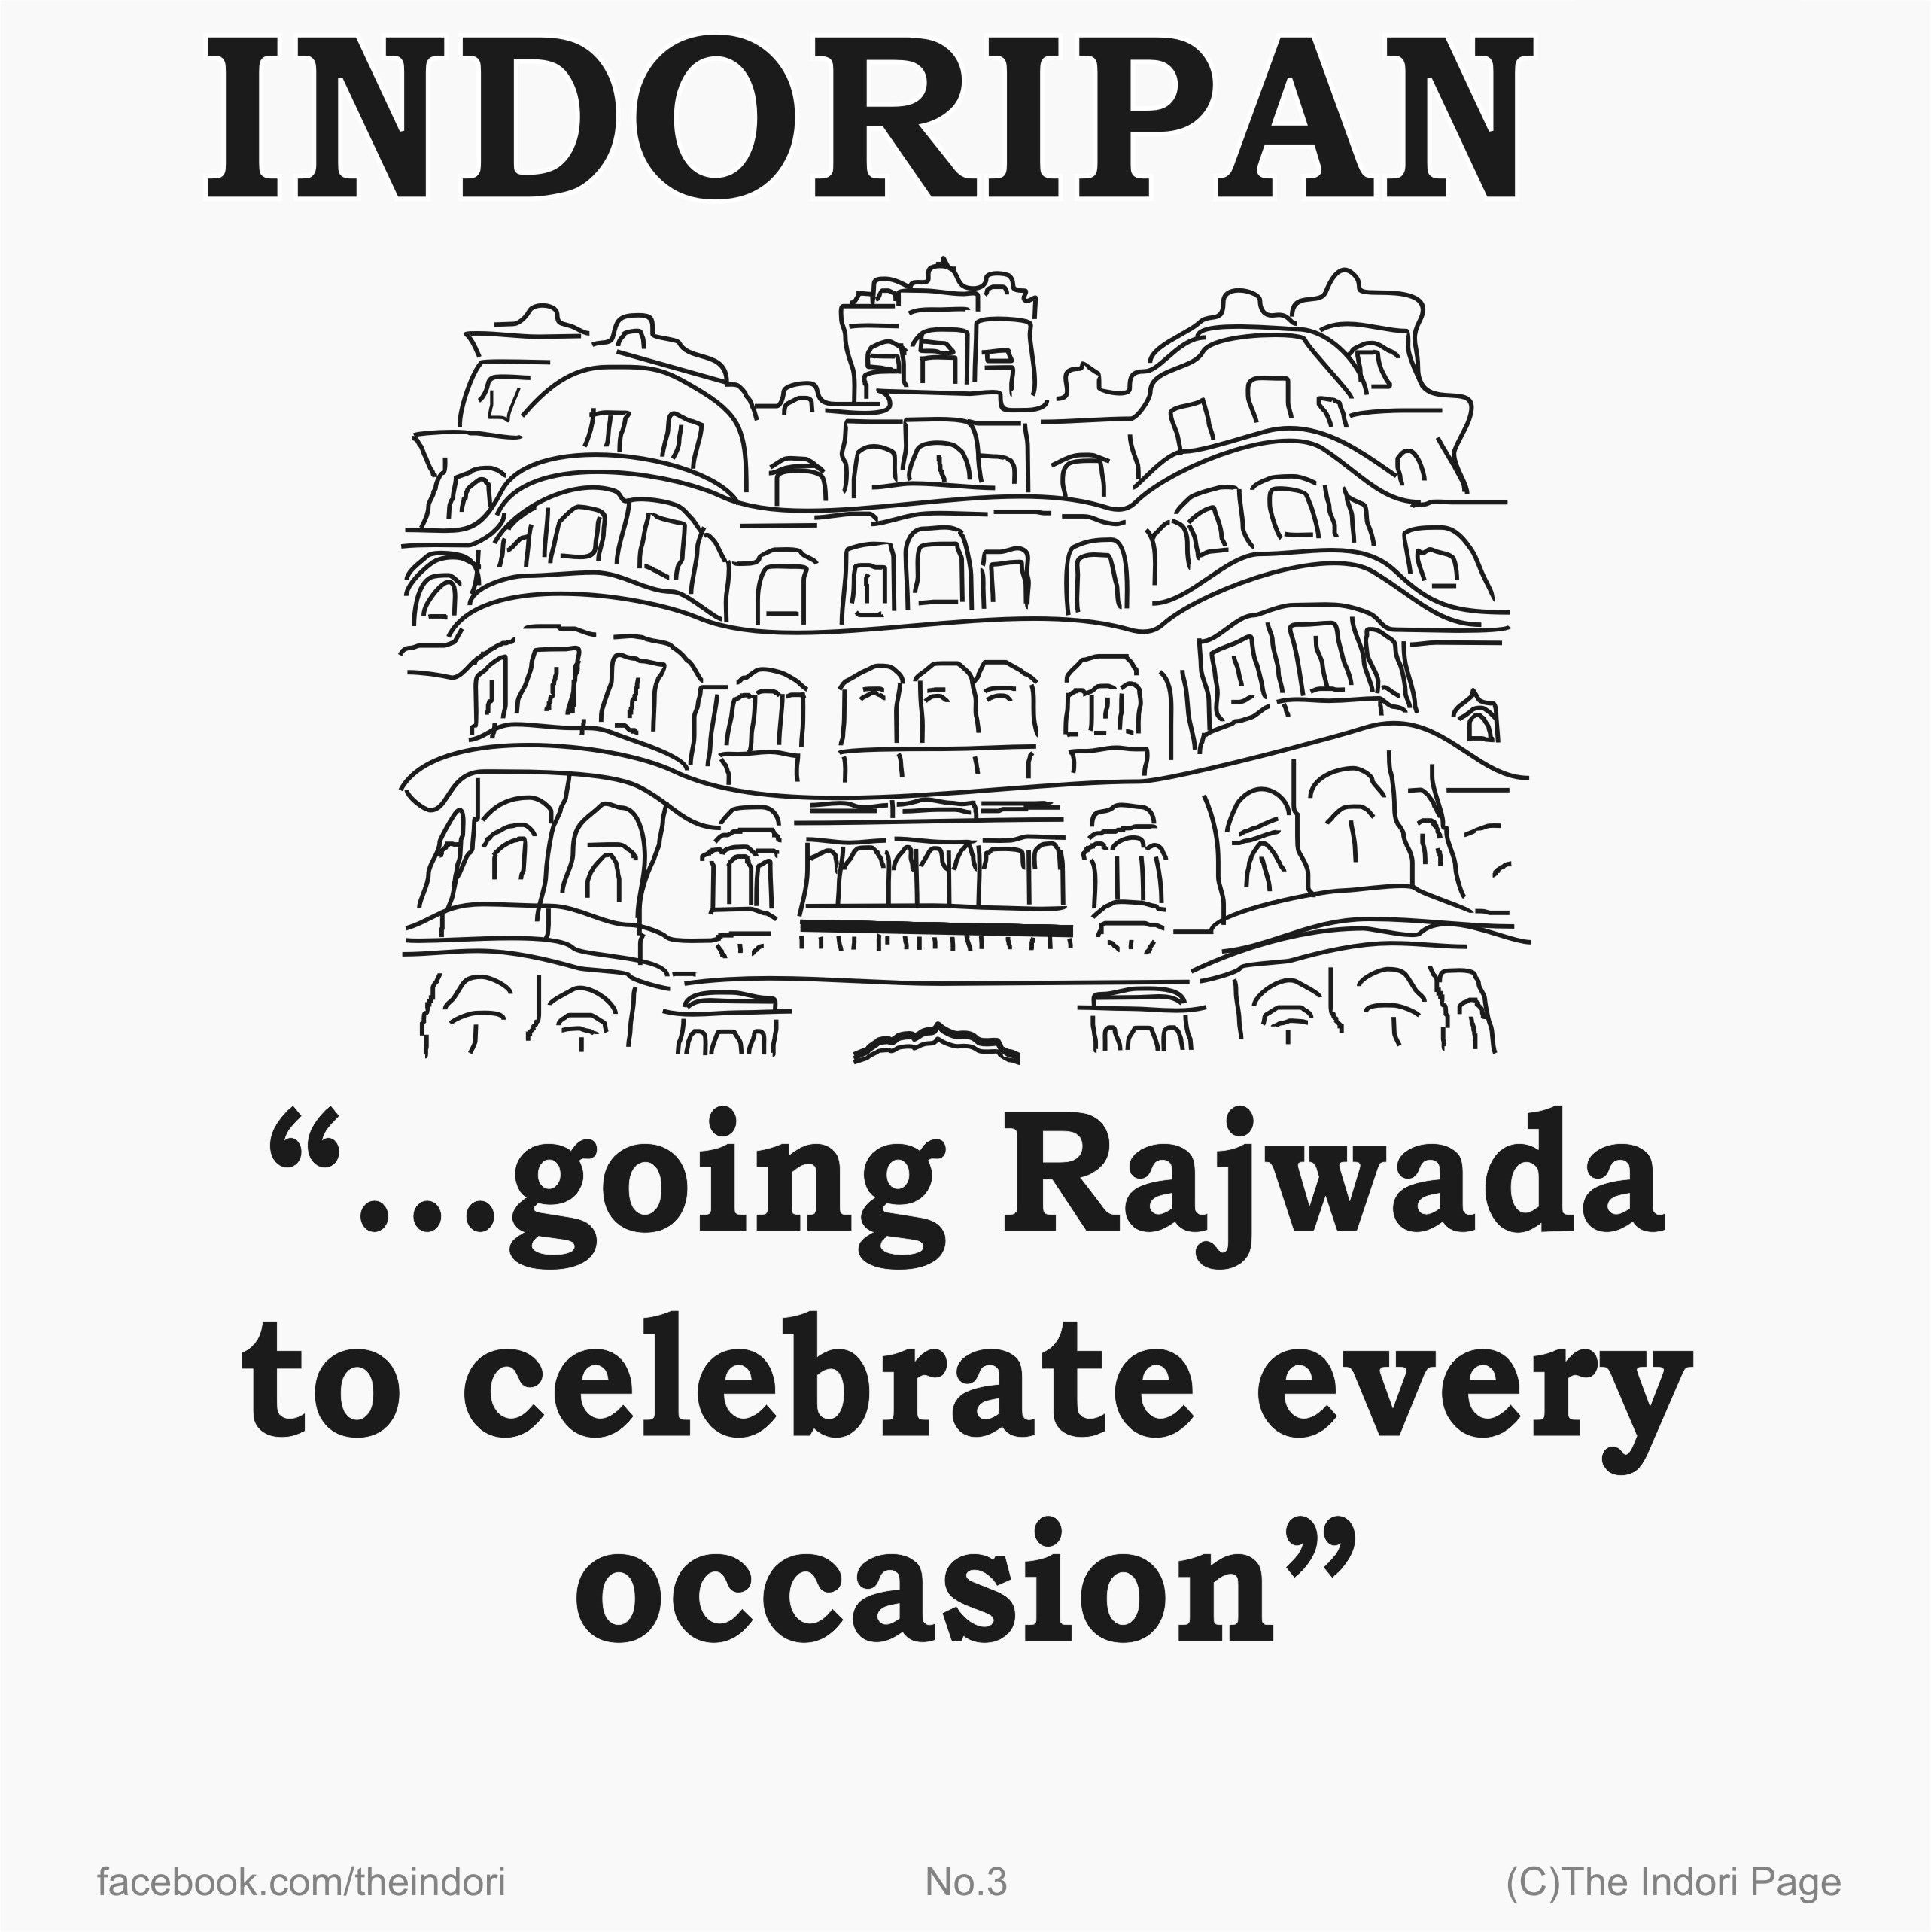 INDORIPAN
“...going Rajwada
to celebrate every
occasion”
facebook.com/theindori
No.3
(C)The Indori Page